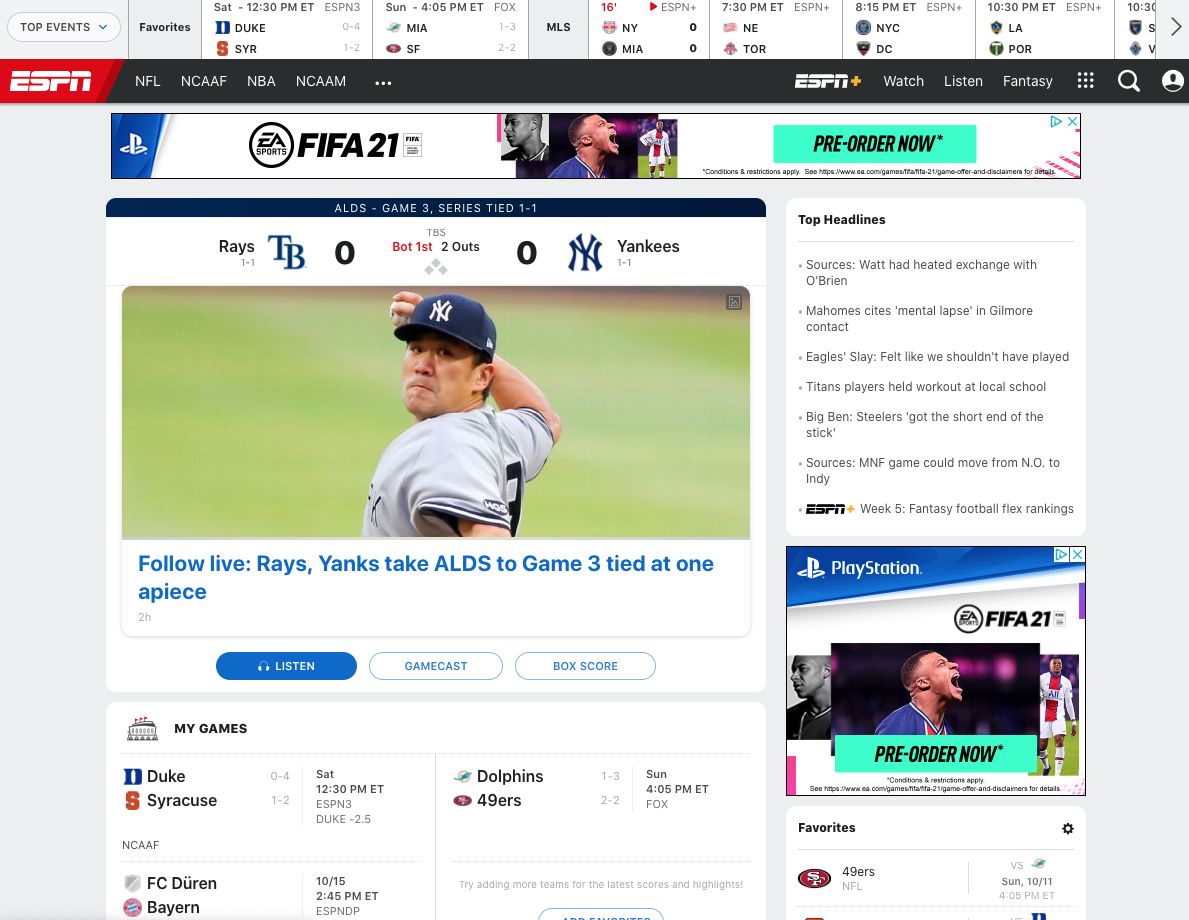 TOP EVENTS
Favorites
Sat - 12:30 PM ET ESPN3
DUKE 0-4
SYR 1-2
Sun - 4:05 PM ET FOX
MIA 1-3
SF 2-2
MLS
16' ESPN+
NY 0
MIA 0
7:30 PM ET ESPN+
NE
TOR
8:15 PM ET ESPN+
NYC
DC
10:30 PM ET ESPN+
LA
POR
10:30
S
V
ESPN
NFL NCAAF NBA NCAAM ...
ESPN+ Watch Listen Fantasy
EA SPORTS FIFA 21
PRE-ORDER NOW*
*Conditions & restrictions apply. See https://www.ea.com/games/fifa/fifa-21/game-offer-and-disclaimers for details.
ALDS - GAME 3, SERIES TIED 1-1
Rays
1-1
TB
0
TBS
Bot 1st 2 Outs
0
NY
Yankees
1-1
NY
HGS
Follow live: Rays, Yanks take ALDS to Game 3 tied at one
apiece
2h
LISTEN
GAMECAST
BOX SCORE
Top Headlines
Sources: Watt had heated exchange with
O'Brien
Mahomes cites 'mental lapse' in Gilmore
contact
Eagles' Slay: Felt like we shouldn't have played
Titans players held workout at local school
Big Ben: Steelers 'got the short end of the
stick'
Sources: MNF game could move from N.O. to
Indy
ESPN+ Week 5: Fantasy football flex rankings
PlayStation.
EA SPORTS FIFA 21
PRE-ORDER NOW*
*Conditions & restrictions apply.
See https://www.ea.com/games/fifa/fifa-21/game-offer-and-disclaimers for details.
MY GAMES
Duke 0-4
Syracuse 1-2
Sat
12:30 PM ET
ESPN3
DUKE -2.5
NCAAF
Dolphins 1-3
49ers 2-2
Sun
4:05 PM ET
FOX
FC Düren
Bayern
10/15
2:45 PM ET
ESPNDP
Try adding more teams for the latest scores and highlights!
ADD FAVORITES
Favorites
49ers
NFL
VS
Sun, 10/11
4:05 PM ET
VS